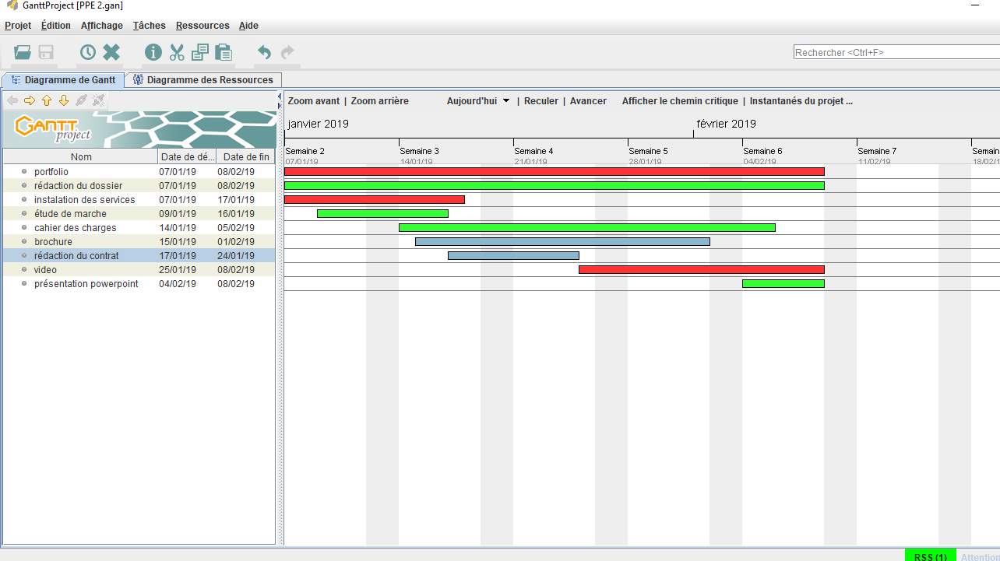 GanttProject [PPE 2.gan]
Projet Édition Affichage Tâches Ressources Aide
Rechercher <Ctrl+F>
Diagramme de Gantt Diagramme des Ressources
Zoom avant | Zoom arrière Aujourd'hui | Reculer | Avancer Afficher le chemin critique | Instantanés du projet ...
GANTT project
janvier 2019 février 2019
Semaine 2 Semaine 3 Semaine 4 Semaine 5 Semaine 6 Semaine 7 Semain
07/01/19 14/01/19 21/01/19 28/01/19 04/02/19 11/02/19 18/02/1
Nom Date de dé... Date de fin
portfolio 07/01/19 08/02/19
rédaction du dossier 07/01/19 08/02/19
instalation des services 07/01/19 17/01/19
étude de marche 09/01/19 16/01/19
cahier des charges 14/01/19 05/02/19
brochure 15/01/19 01/02/19
rédaction du contrat 17/01/19 24/01/19
video 25/01/19 08/02/19
présentation powerpoint 04/02/19 08/02/19
RSS (1) Attention